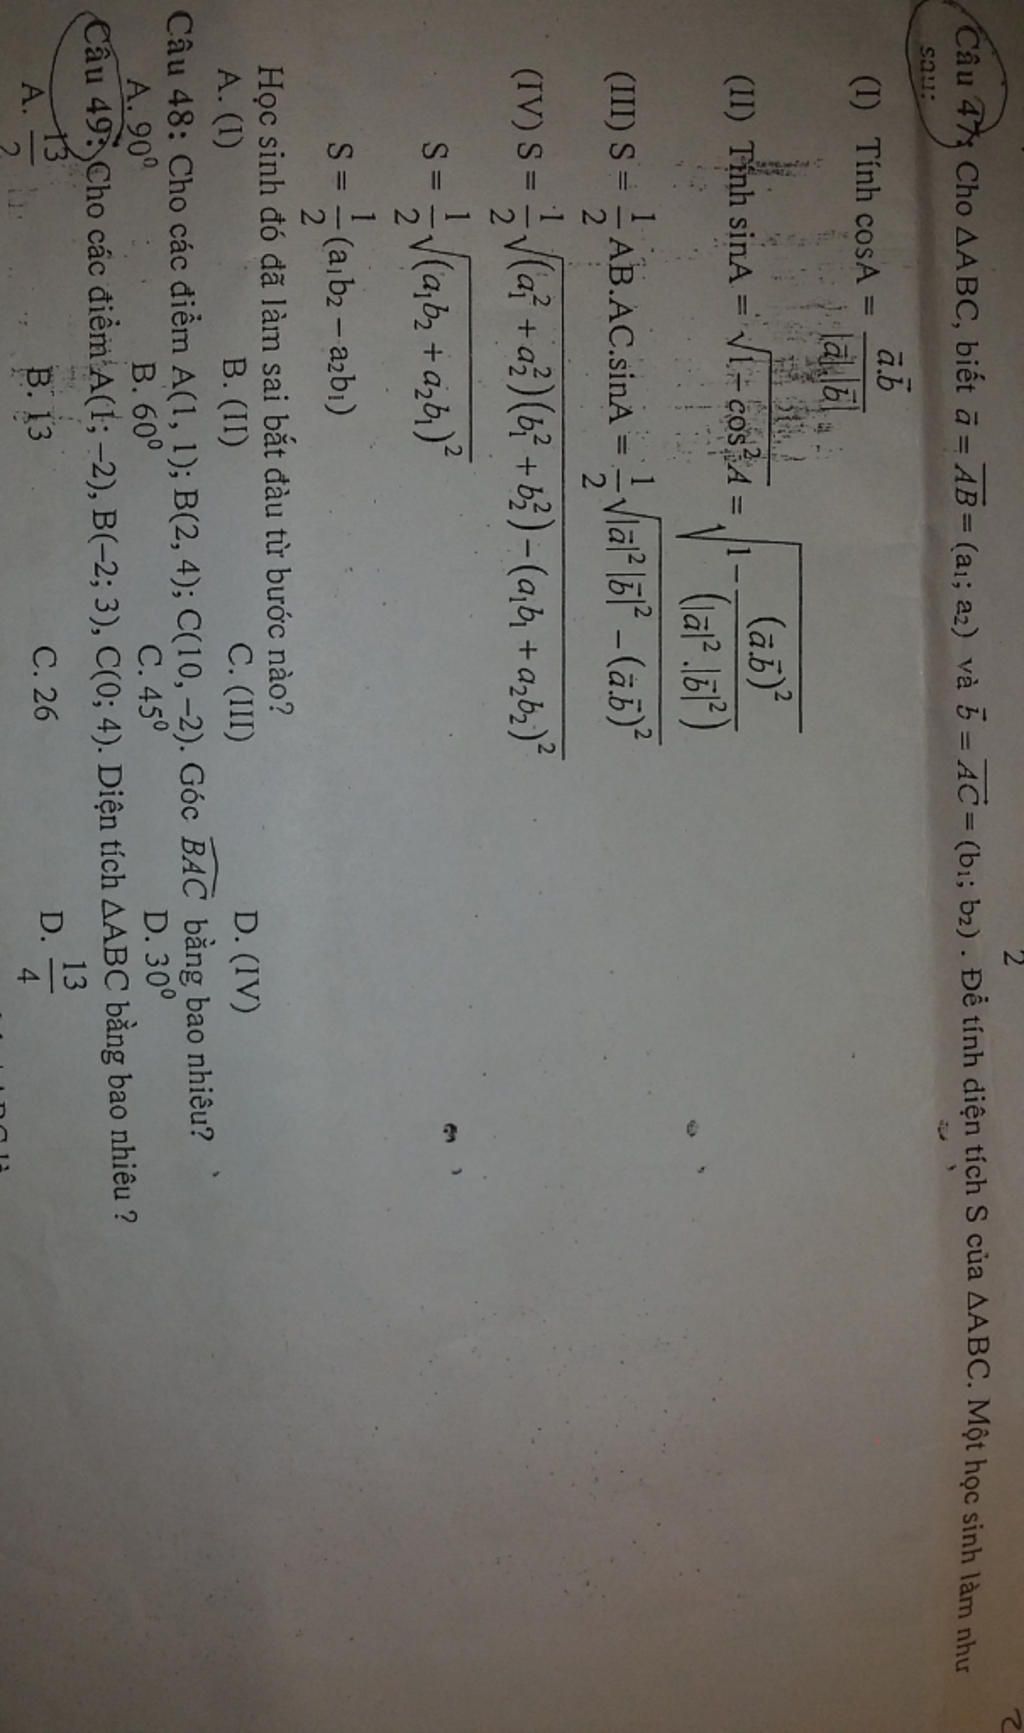 Câu 47: Cho ΔABC, biết a⃗ = AB⃗ = (a₁; a₂) và b⃗ = AC⃗ = (b₁; b₂) . Để tính diện tích S của ΔABC. Một học sinh làm như
sau:
(I) Tính cosA = a⃗.b⃗ / |a⃗|.|b⃗|
(II) Tính sinA = √(1 − cos²A) = √(1 − (a⃗.b⃗)² / (|a⃗|².|b⃗|²))
(III) S = 1/2 AB.AC.sinA = 1/2 √(|a⃗|²|b⃗|² − (a⃗.b⃗)²)
(IV) S = 1/2 √((a₁² + a₂²)(b₁² + b₂²) − (a₁b₁ + a₂b₂)²)
S = 1/2 √((a₁b₂ + a₂b₁)²)
S = 1/2 (a₁b₂ − a₂b₁)
Học sinh đó đã làm sai bắt đàu từ bước nào?
A. (I) B. (II) C. (III) D. (IV)
Câu 48: Cho các điểm A(1, 1); B(2, 4); C(10, −2). Góc BAC bằng bao nhiêu?
A. 90⁰ B. 60⁰ C. 45⁰ D. 30⁰
Câu 49: Cho các điểm A(1; −2), B(−2; 3), C(0; 4). Diện tích ΔABC bằng bao nhiêu ?
A. 13/2 B. 13 C. 26 D. 13/4